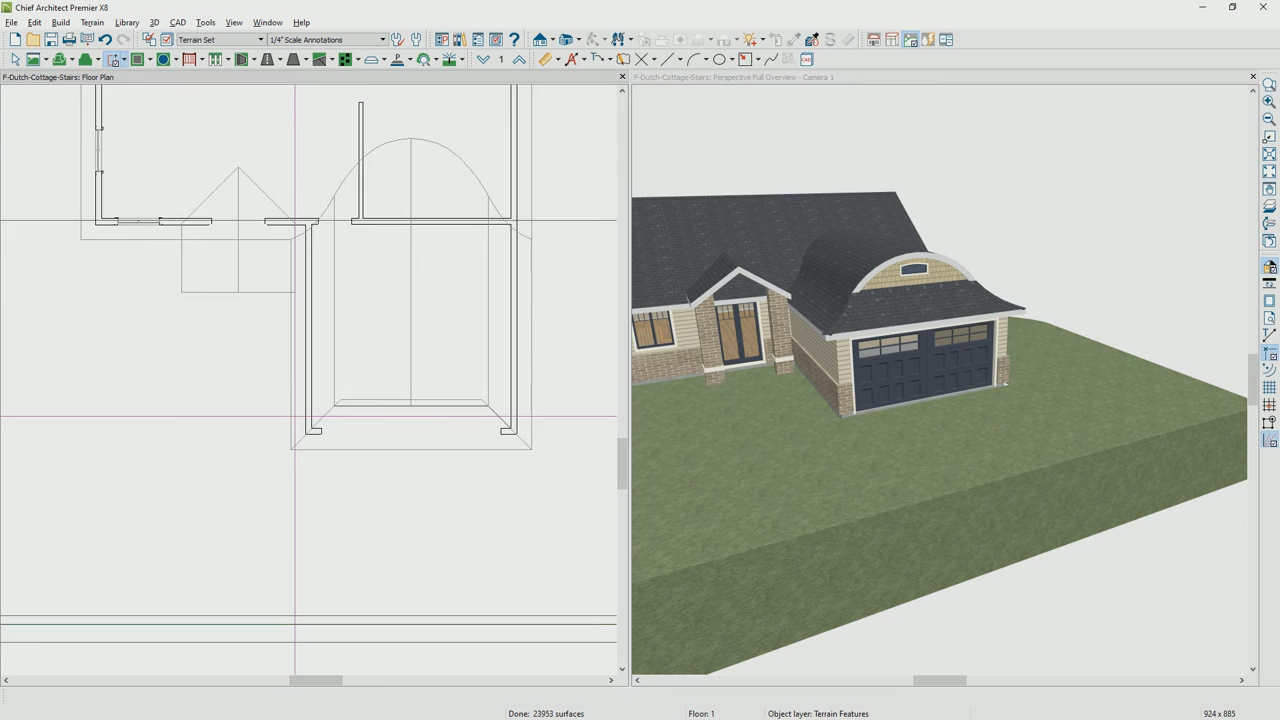 Chief Architect Premier X8
File Edit Build Terrain Library 3D CAD Tools View Window Help
Terrain Set 1/4" Scale Annotations
1
F-Dutch-Cottage-Stairs: Floor Plan
F-Dutch-Cottage-Stairs: Perspective Full Overview - Camera 1
Done: 23953 surfaces Floor: 1 Object layer: Terrain Features 924 x 885